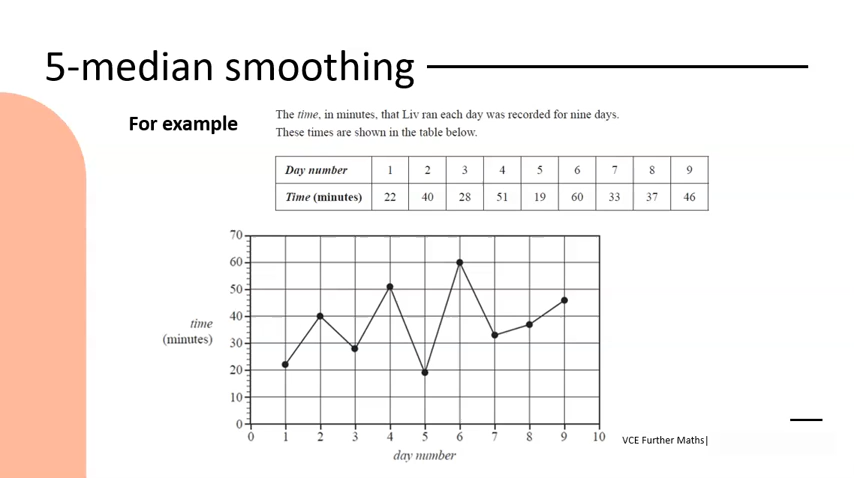 5-median smoothing
For example
The time, in minutes, that Liv ran each day was recorded for nine days.
These times are shown in the table below.
Day number 1 2 3 4 5 6 7 8 9
Time (minutes) 22 40 28 51 19 60 33 37 46
70
60
50
40
30
20
10
0
time
(minutes)
0 1 2 3 4 5 6 7 8 9 10
day number
VCE Further Maths|